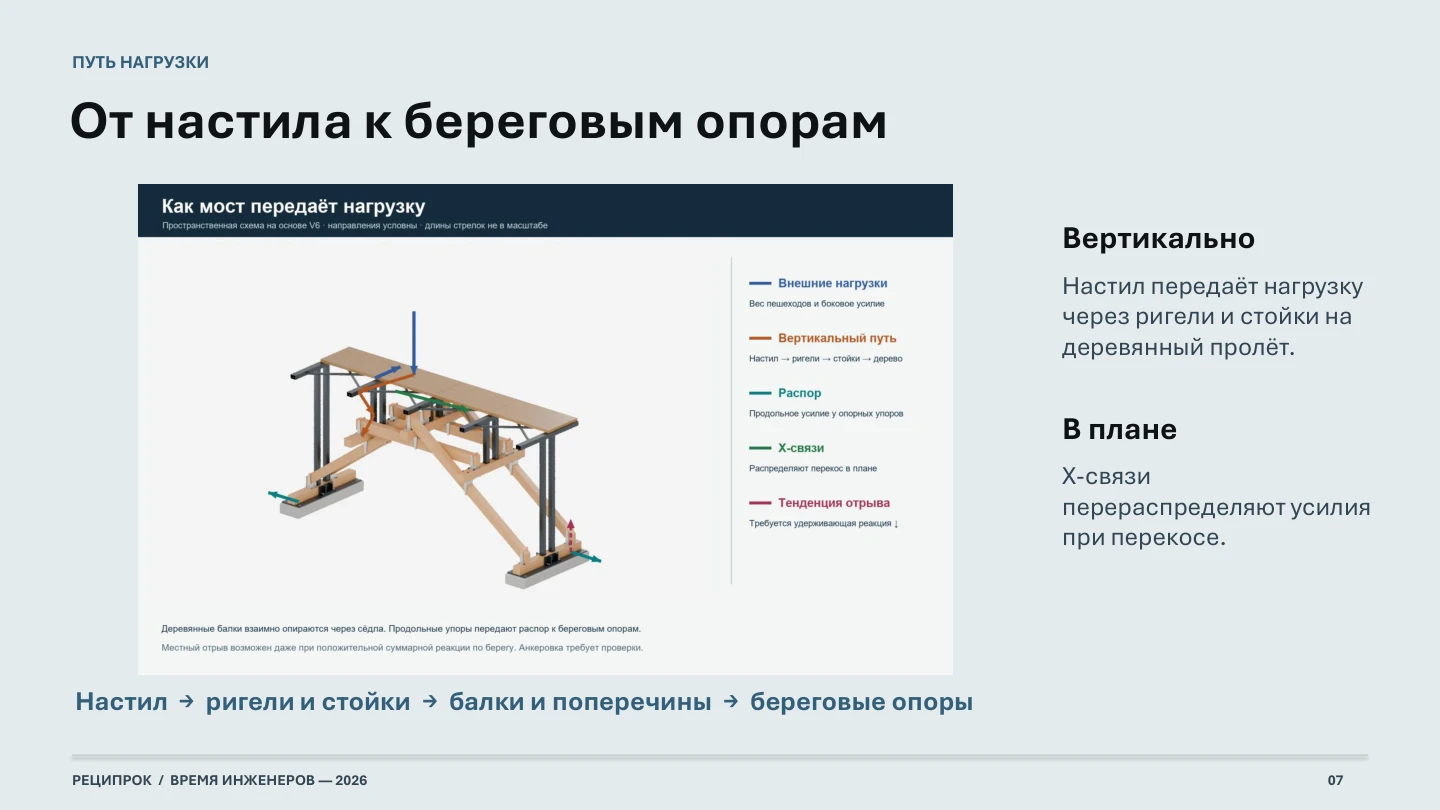 ПУТЬ НАГРУЗКИ
От настила к береговым опорам
Как мост передаёт нагрузку
Пространственная схема на основе V6 · направления условны · длины стрелок не в масштабе
Внешние нагрузки
Вес пешеходов и боковое усилие
Вертикальный путь
Настил → ригели → стойки → дерево
Распор
Продольное усилие у опорных упоров
X-связи
Распределяют перекос в плане
Тенденция отрыва
Требуется удерживающая реакция ↓
Деревянные балки взаимно опираются через сёдла. Продольные упоры передают распор к береговым опорам.
Местный отрыв возможен даже при положительной суммарной реакции по берегу. Анкеровка требует проверки.
Вертикально
Настил передаёт нагрузку
через ригели и стойки на
деревянный пролёт.
В плане
X-связи
перераспределяют усилия
при перекосе.
Настил → ригели и стойки → балки и поперечины → береговые опоры
РЕЦИПРОК / ВРЕМЯ ИНЖЕНЕРОВ — 2026
07